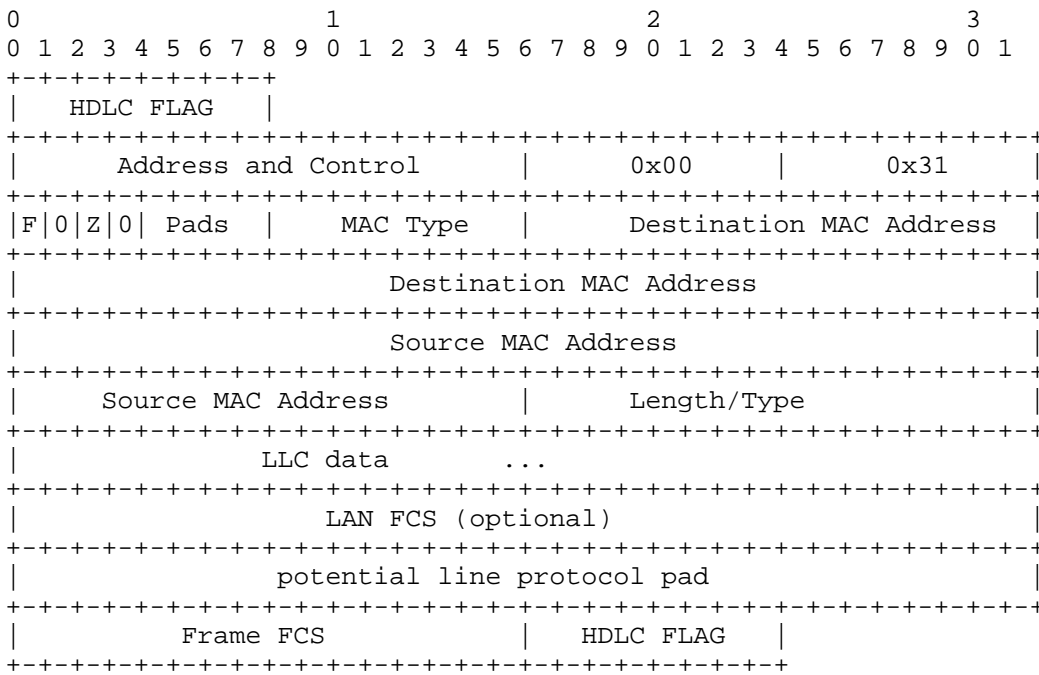 0                   1                   2                   3
0 1 2 3 4 5 6 7 8 9 0 1 2 3 4 5 6 7 8 9 0 1 2 3 4 5 6 7 8 9 0 1
+-+-+-+-+-+-+-+-+
|   HDLC FLAG   |
+-+-+-+-+-+-+-+-+-+-+-+-+-+-+-+-+-+-+-+-+-+-+-+-+-+-+-+-+-+-+-+-+
|      Address and Control      |      0x00     |      0x31     |
+-+-+-+-+-+-+-+-+-+-+-+-+-+-+-+-+-+-+-+-+-+-+-+-+-+-+-+-+-+-+-+-+
|F|0|Z|0| Pads  |    MAC Type   |      Destination MAC Address  |
+-+-+-+-+-+-+-+-+-+-+-+-+-+-+-+-+-+-+-+-+-+-+-+-+-+-+-+-+-+-+-+-+
|                       Destination MAC Address                 |
+-+-+-+-+-+-+-+-+-+-+-+-+-+-+-+-+-+-+-+-+-+-+-+-+-+-+-+-+-+-+-+-+
|                       Source MAC Address                      |
+-+-+-+-+-+-+-+-+-+-+-+-+-+-+-+-+-+-+-+-+-+-+-+-+-+-+-+-+-+-+-+-+
|     Source MAC Address        |      Length/Type              |
+-+-+-+-+-+-+-+-+-+-+-+-+-+-+-+-+-+-+-+-+-+-+-+-+-+-+-+-+-+-+-+-+
|               LLC data       ...
+-+-+-+-+-+-+-+-+-+-+-+-+-+-+-+-+-+-+-+-+-+-+-+-+-+-+-+-+-+-+-+-+
|                   LAN FCS (optional)                          |
+-+-+-+-+-+-+-+-+-+-+-+-+-+-+-+-+-+-+-+-+-+-+-+-+-+-+-+-+-+-+-+-+
|                potential line protocol pad                    |
+-+-+-+-+-+-+-+-+-+-+-+-+-+-+-+-+-+-+-+-+-+-+-+-+-+-+-+-+-+-+-+-+
|          Frame FCS            |   HDLC FLAG   |
+-+-+-+-+-+-+-+-+-+-+-+-+-+-+-+-+-+-+-+-+-+-+-+-+